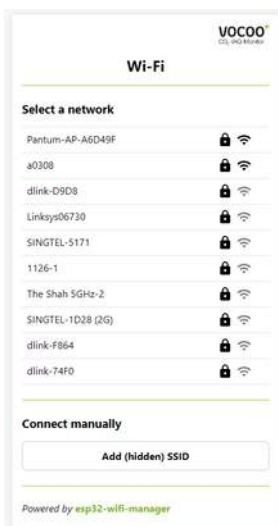 VOCOO
CO₂ IAQ Monitor
Wi-Fi
Select a network
Pantum-AP-A6D49F
a0308
dlink-D9D8
Linksys06730
SINGTEL-5171
1126-1
The Shah 5GHz-2
SINGTEL-1D28 (2G)
dlink-F864
dlink-74F0
Connect manually
Add (hidden) SSID
Powered by esp32-wifi-manager